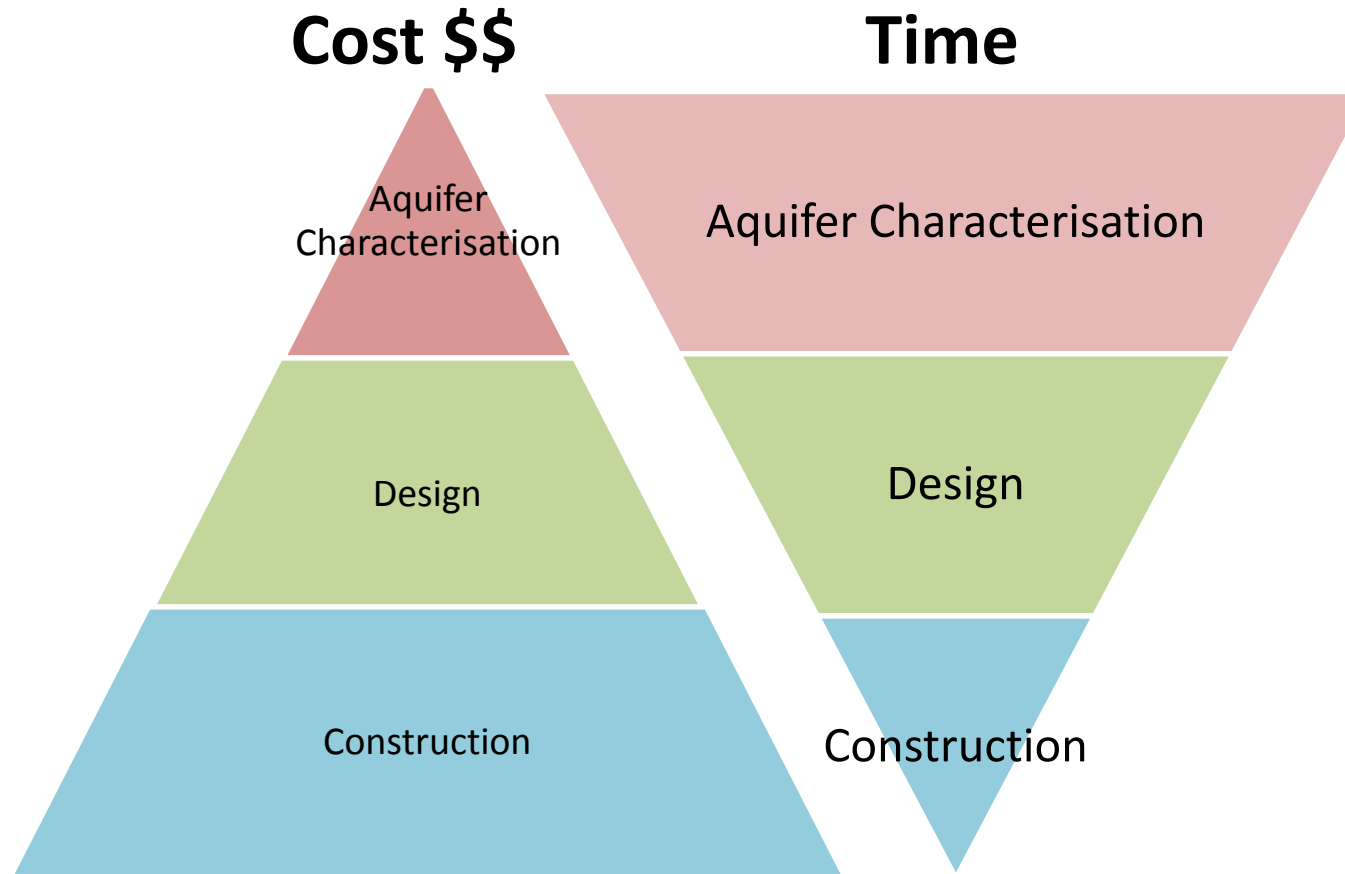 Cost $$
Aquifer
Characterisation
Design
Construction
Time
Aquifer Characterisation
Design
Construction